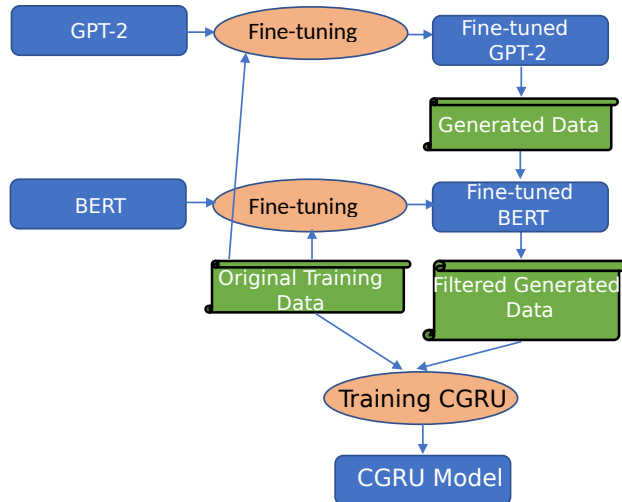 GPT-2
Fine-tuning
Fine-tuned
GPT-2
Generated Data
BERT
Fine-tuning
Fine-tuned
BERT
Original Training
Data
Filtered Generated
Data
Training CGRU
CGRU Model